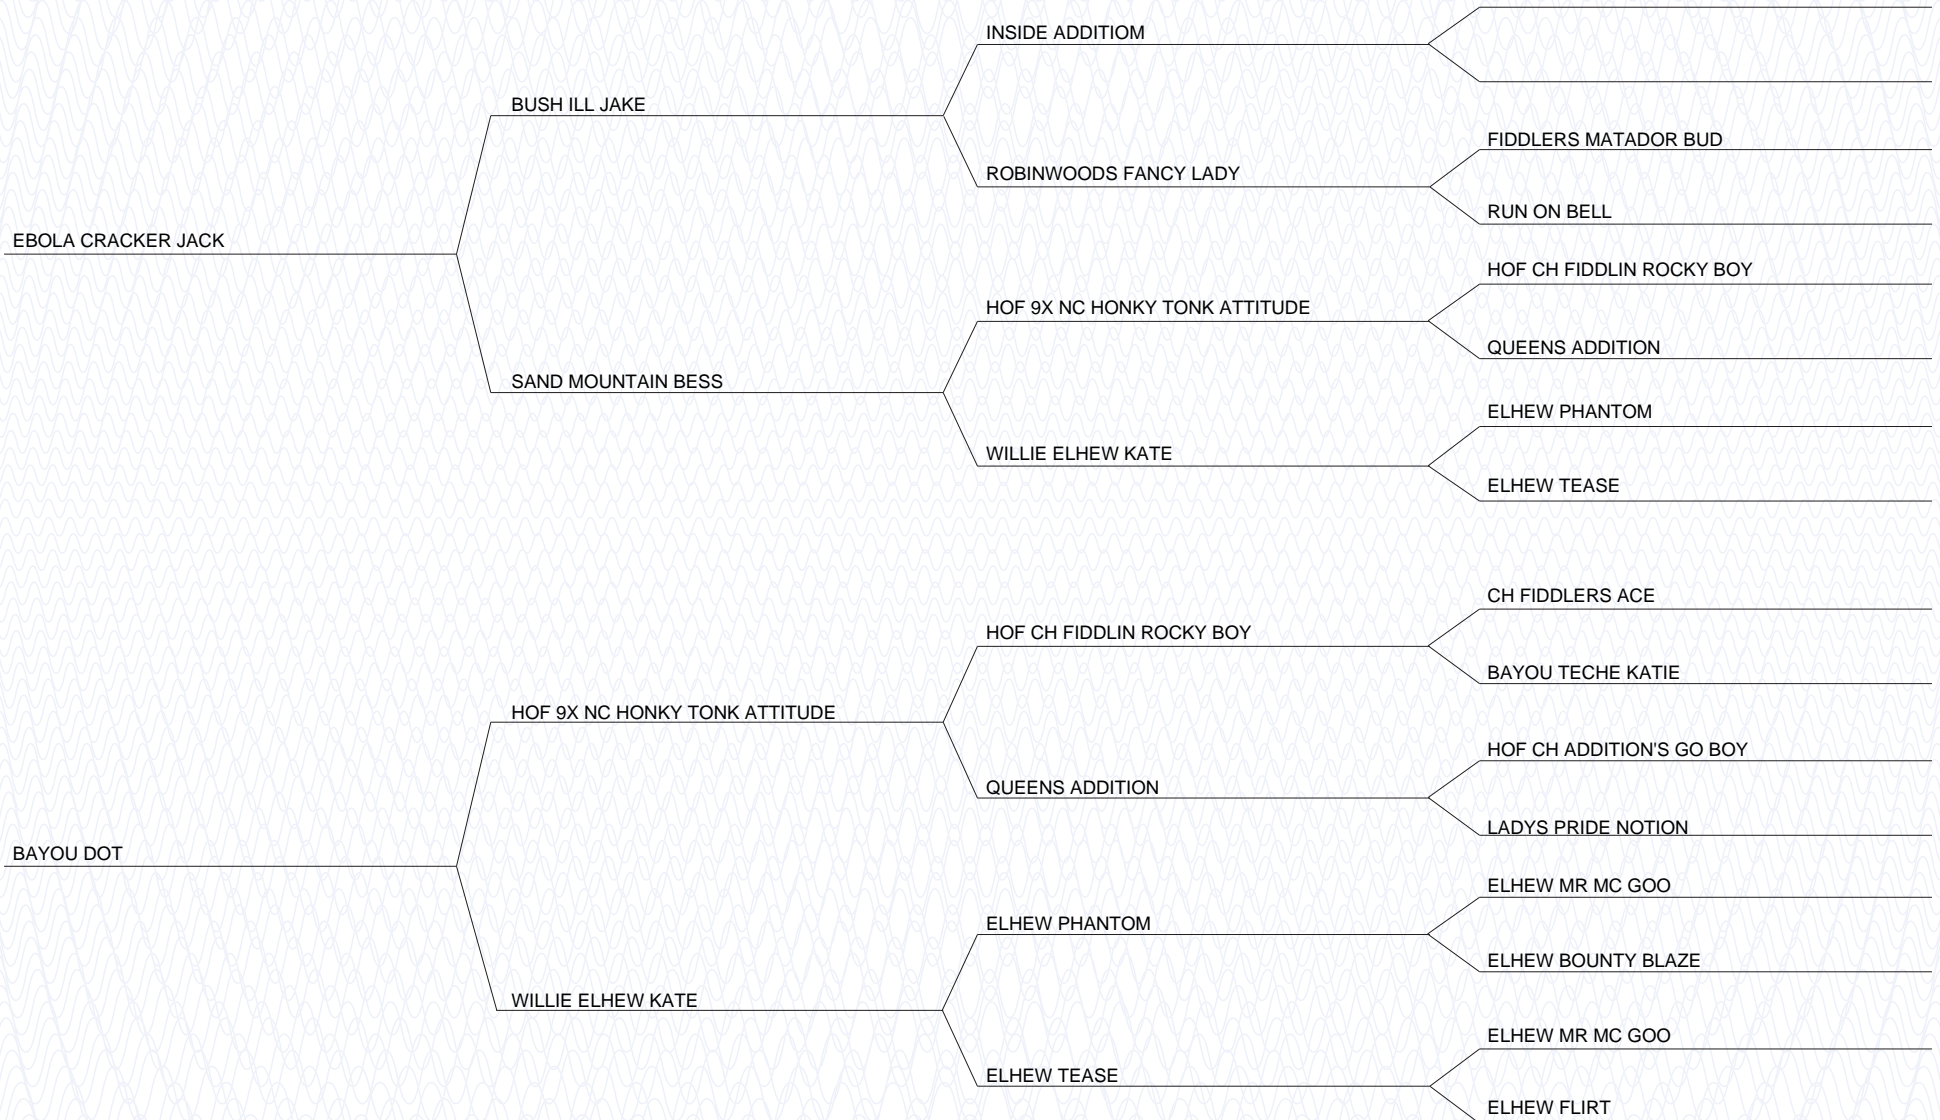 EBOLA CRACKER JACK
BUSH ILL JAKE
INSIDE ADDITIOM
ROBINWOODS FANCY LADY
FIDDLERS MATADOR BUD
RUN ON BELL
SAND MOUNTAIN BESS
HOF 9X NC HONKY TONK ATTITUDE
HOF CH FIDDLIN ROCKY BOY
QUEENS ADDITION
WILLIE ELHEW KATE
ELHEW PHANTOM
ELHEW TEASE
BAYOU DOT
HOF 9X NC HONKY TONK ATTITUDE
HOF CH FIDDLIN ROCKY BOY
CH FIDDLERS ACE
BAYOU TECHE KATIE
QUEENS ADDITION
HOF CH ADDITION'S GO BOY
LADYS PRIDE NOTION
WILLIE ELHEW KATE
ELHEW PHANTOM
ELHEW MR MC GOO
ELHEW BOUNTY BLAZE
ELHEW TEASE
ELHEW MR MC GOO
ELHEW FLIRT